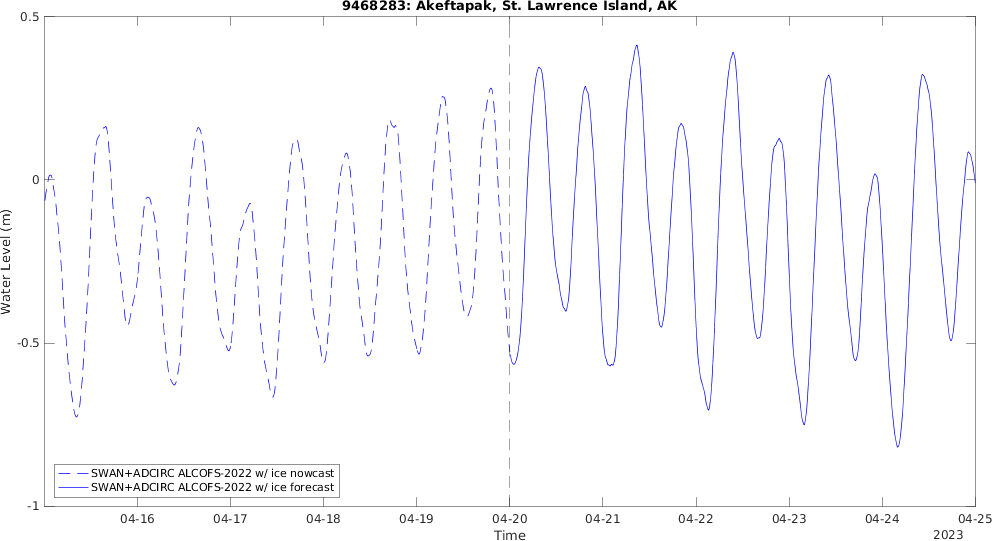 9468283: Akeftapak, St. Lawrence Island, AK
0.5
0
-0.5
-1
Water Level (m)
SWAN+ADCIRC ALCOFS-2022 w/ ice nowcast
SWAN+ADCIRC ALCOFS-2022 w/ ice forecast
04-16 04-17 04-18 04-19 04-20 04-21 04-22 04-23 04-24 04-25
Time
2023